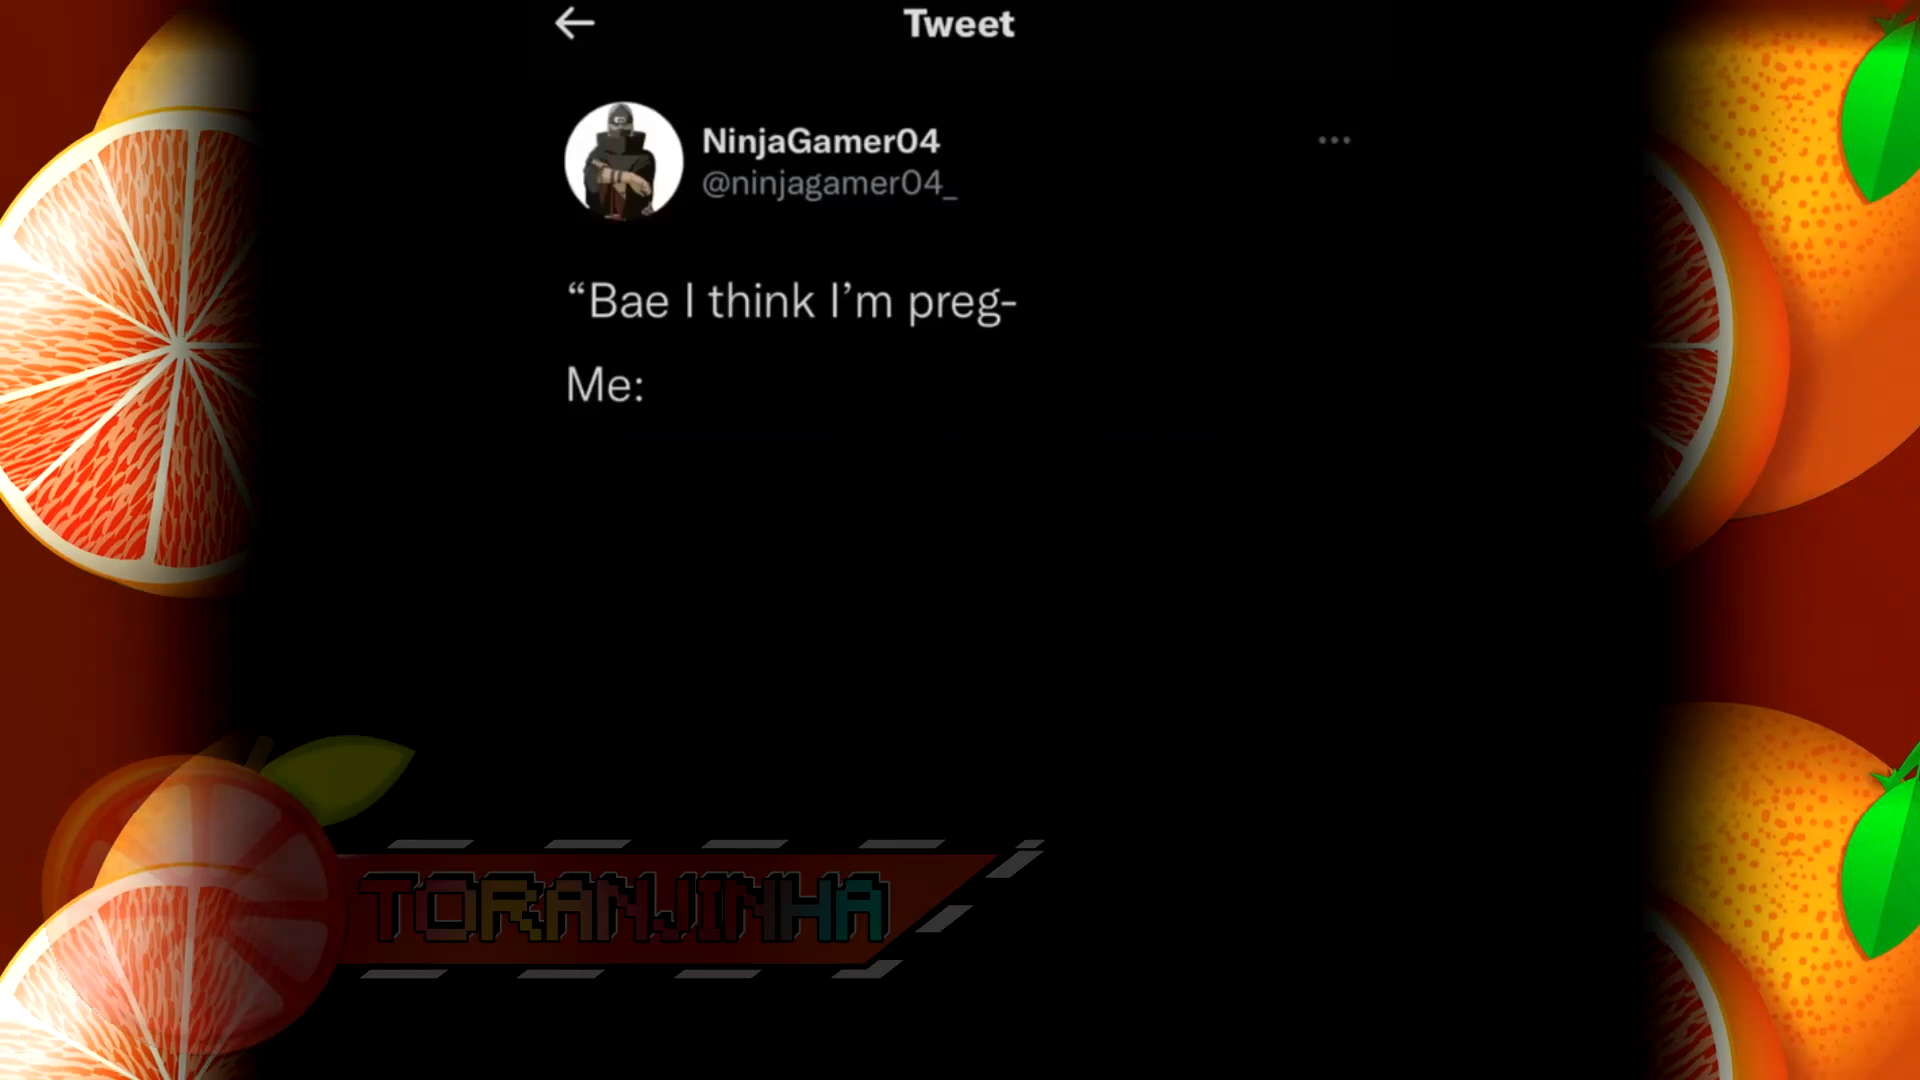 Tweet
NinjaGamer04
@ninjagamer04_
“Bae I think I’m preg-
Me:
TORANJINHA